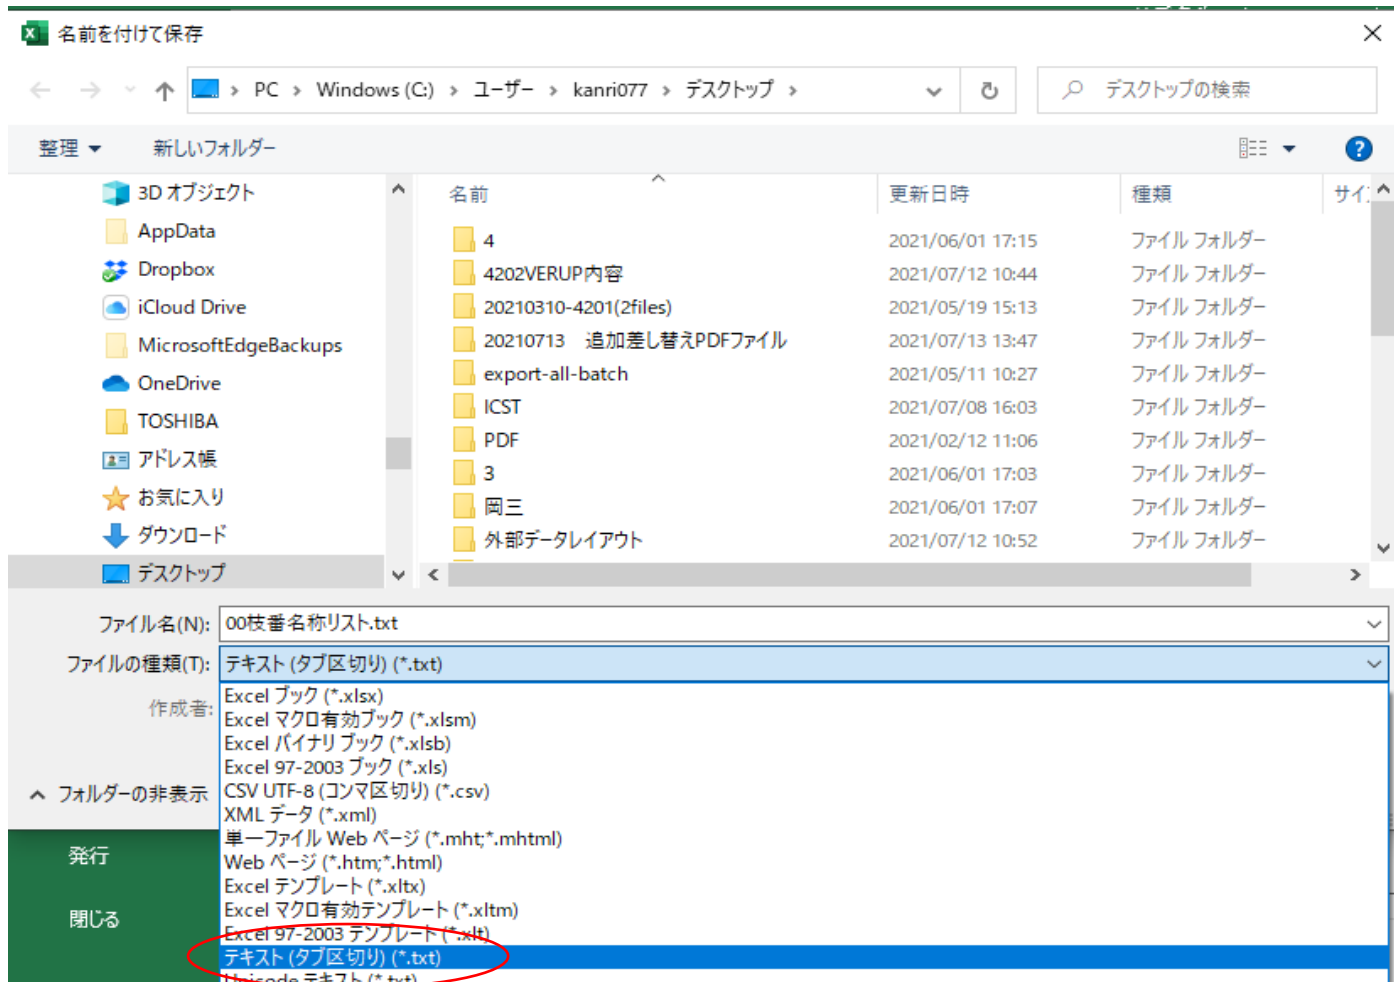 名前を付けて保存
PC › Windows (C:) › ユーザー › kanri077 › デスクトップ ›
デスクトップの検索
整理 新しいフォルダー
3D オブジェクト
AppData
Dropbox
iCloud Drive
MicrosoftEdgeBackups
OneDrive
TOSHIBA
アドレス帳
お気に入り
ダウンロード
デスクトップ
名前 更新日時 種類 サイ
4 2021/06/01 17:15 ファイル フォルダー
4202VERUP内容 2021/07/12 10:44 ファイル フォルダー
20210310-4201(2files) 2021/05/19 15:13 ファイル フォルダー
20210713　追加差し替えPDFファイル 2021/07/13 13:47 ファイル フォルダー
export-all-batch 2021/05/11 10:27 ファイル フォルダー
ICST 2021/07/08 16:03 ファイル フォルダー
PDF 2021/02/12 11:06 ファイル フォルダー
3 2021/06/01 17:03 ファイル フォルダー
岡三 2021/06/01 17:07 ファイル フォルダー
外部データレイアウト 2021/07/12 10:52 ファイル フォルダー
ファイル名(N): 00枝番名称リスト.txt
ファイルの種類(T): テキスト (タブ区切り) (*.txt)
作成者:
Excel ブック (*.xlsx)
Excel マクロ有効ブック (*.xlsm)
Excel バイナリ ブック (*.xlsb)
Excel 97-2003 ブック (*.xls)
CSV UTF-8 (コンマ区切り) (*.csv)
XML データ (*.xml)
単一ファイル Web ページ (*.mht;*.mhtml)
Web ページ (*.htm;*.html)
Excel テンプレート (*.xltx)
Excel マクロ有効テンプレート (*.xltm)
Excel 97-2003 テンプレート (*.xlt)
テキスト (タブ区切り) (*.txt)
Unicode テキスト (*.txt)
フォルダーの非表示
発行
閉じる